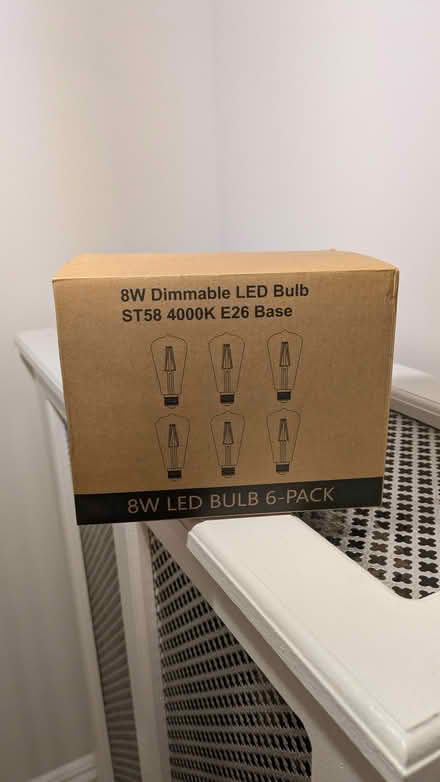 8W Dimmable LED Bulb
ST58 4000K E26 Base
8W LED BULB 6-PACK